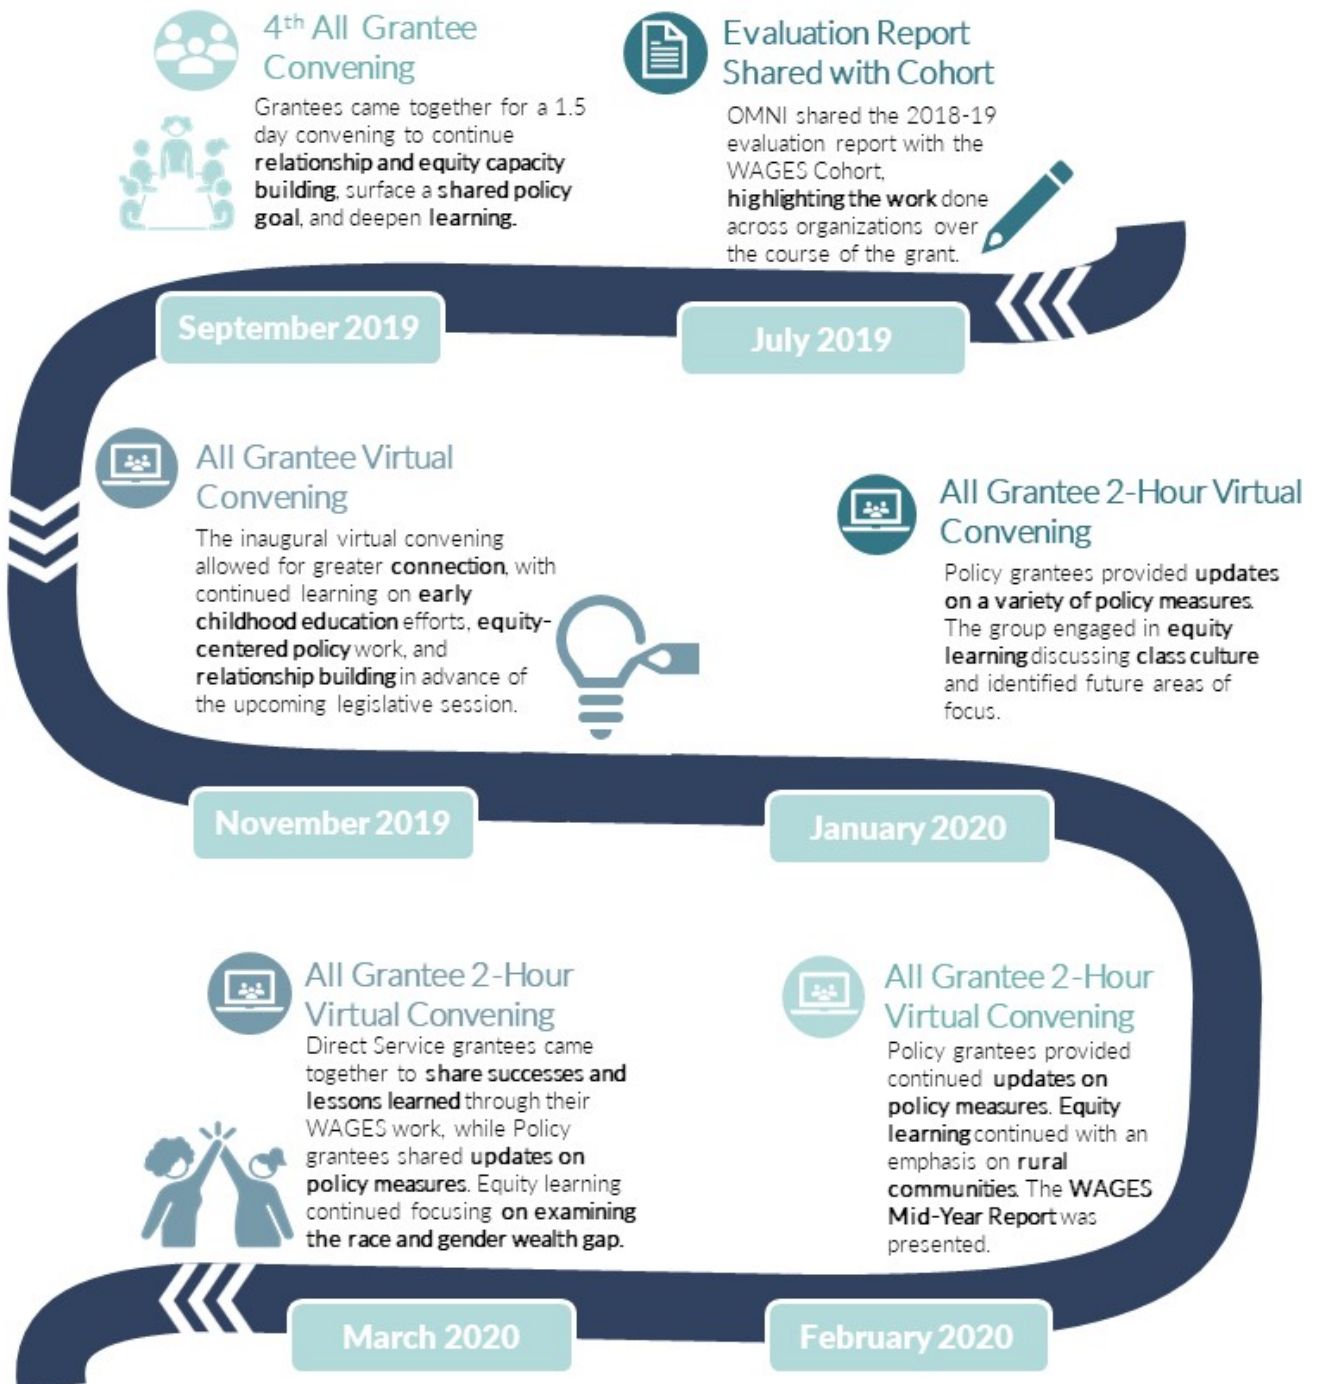 4th All Grantee
Convening
Grantees came together for a 1.5
day convening to continue
relationship and equity capacity
building, surface a shared policy
goal, and deepen learning.
Evaluation Report
Shared with Cohort
OMNI shared the 2018-19
evaluation report with the
WAGES Cohort,
highlighting the work done
across organizations over
the course of the grant.
September 2019
July 2019
All Grantee Virtual
Convening
The inaugural virtual convening
allowed for greater connection, with
continued learning on early
childhood education efforts, equity-
centered policy work, and
relationship building in advance of
the upcoming legislative session.
All Grantee 2-Hour Virtual
Convening
Policy grantees provided updates
on a variety of policy measures.
The group engaged in equity
learning discussing class culture
and identified future areas of
focus.
November 2019
January 2020
All Grantee 2-Hour
Virtual Convening
Direct Service grantees came
together to share successes and
lessons learned through their
WAGES work, while Policy
grantees shared updates on
policy measures. Equity learning
continued focusing on examining
the race and gender wealth gap.
All Grantee 2-Hour
Virtual Convening
Policy grantees provided
continued updates on
policy measures. Equity
learning continued with an
emphasis on rural
communities. The WAGES
Mid-Year Report was
presented.
March 2020
February 2020